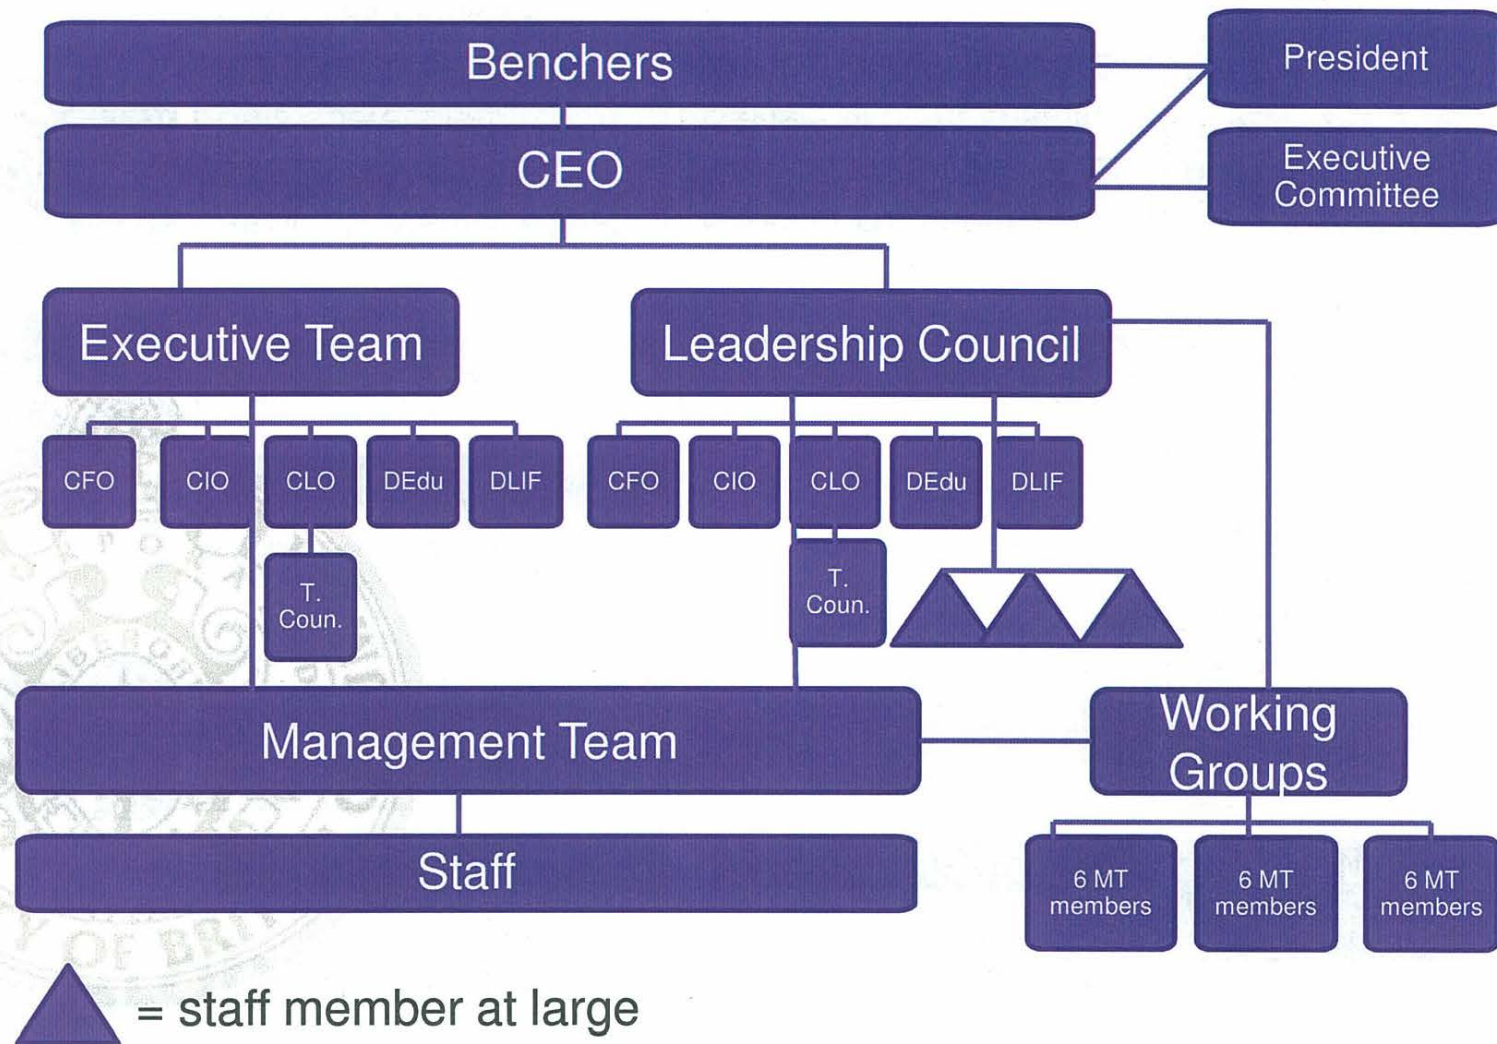 Benchers
President
CEO
Executive
Committee
Executive Team
Leadership Council
CFO
CIO
CLO
DEdu
DLIF
CFO
CIO
CLO
DEdu
DLIF
T.
Coun.
T.
Coun.
Management Team
Working
Groups
Staff
6 MT
members
6 MT
members
6 MT
members
= staff member at large